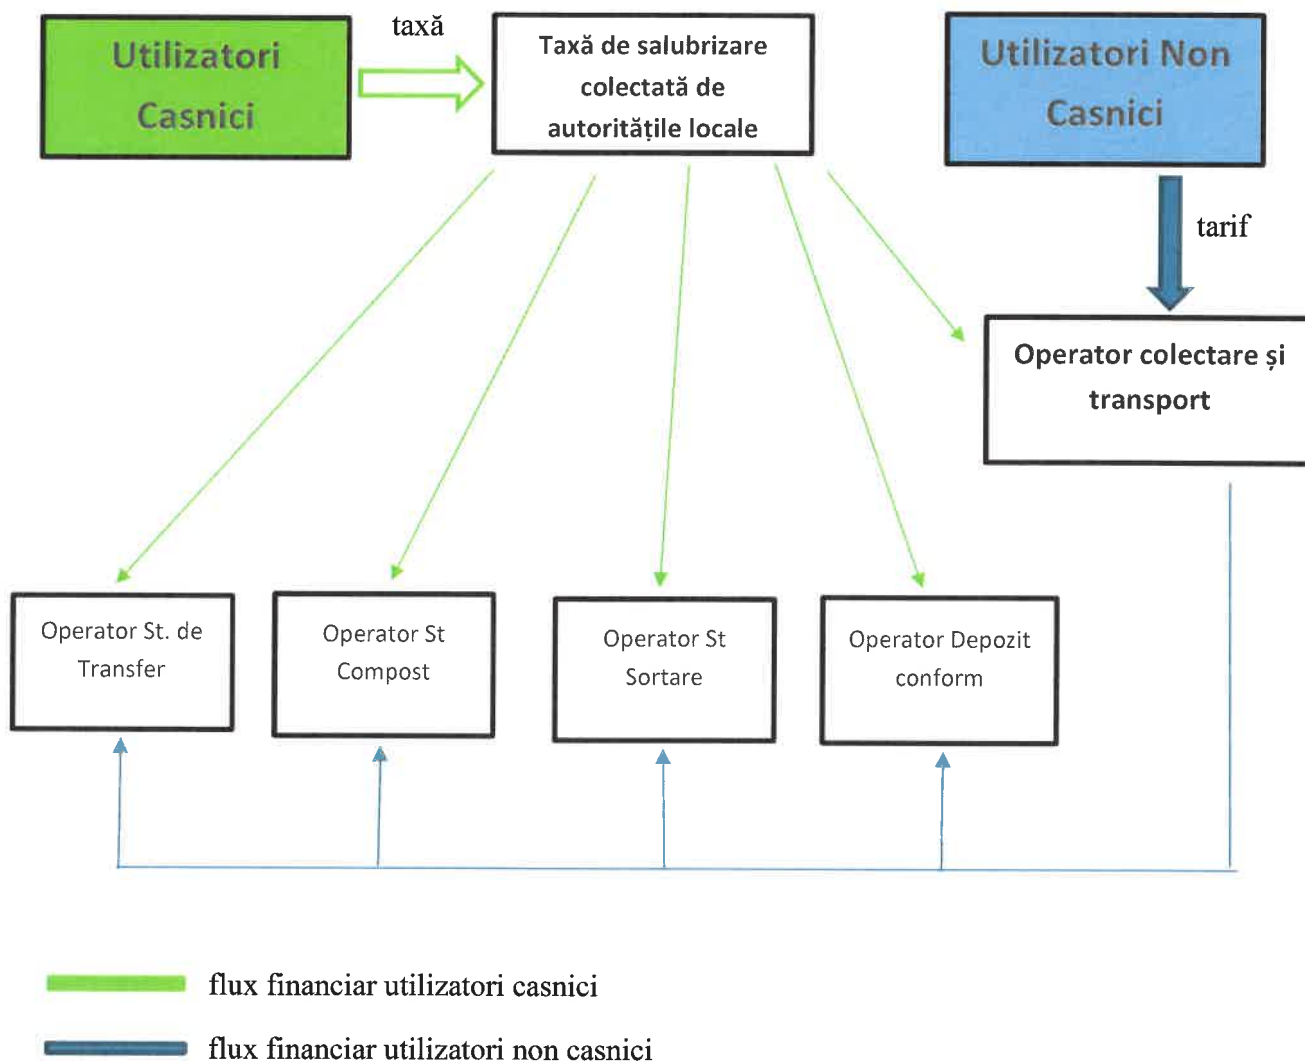 Utilizatori
Casnici
taxă
Taxă de salubrizare
colectată de
autoritățile locale
Utilizatori Non
Casnici
tarif
Operator colectare și
transport
Operator St. de
Transfer
Operator St
Compost
Operator St
Sortare
Operator Depozit
conform
flux financiar utilizatori casnici
flux financiar utilizatori non casnici